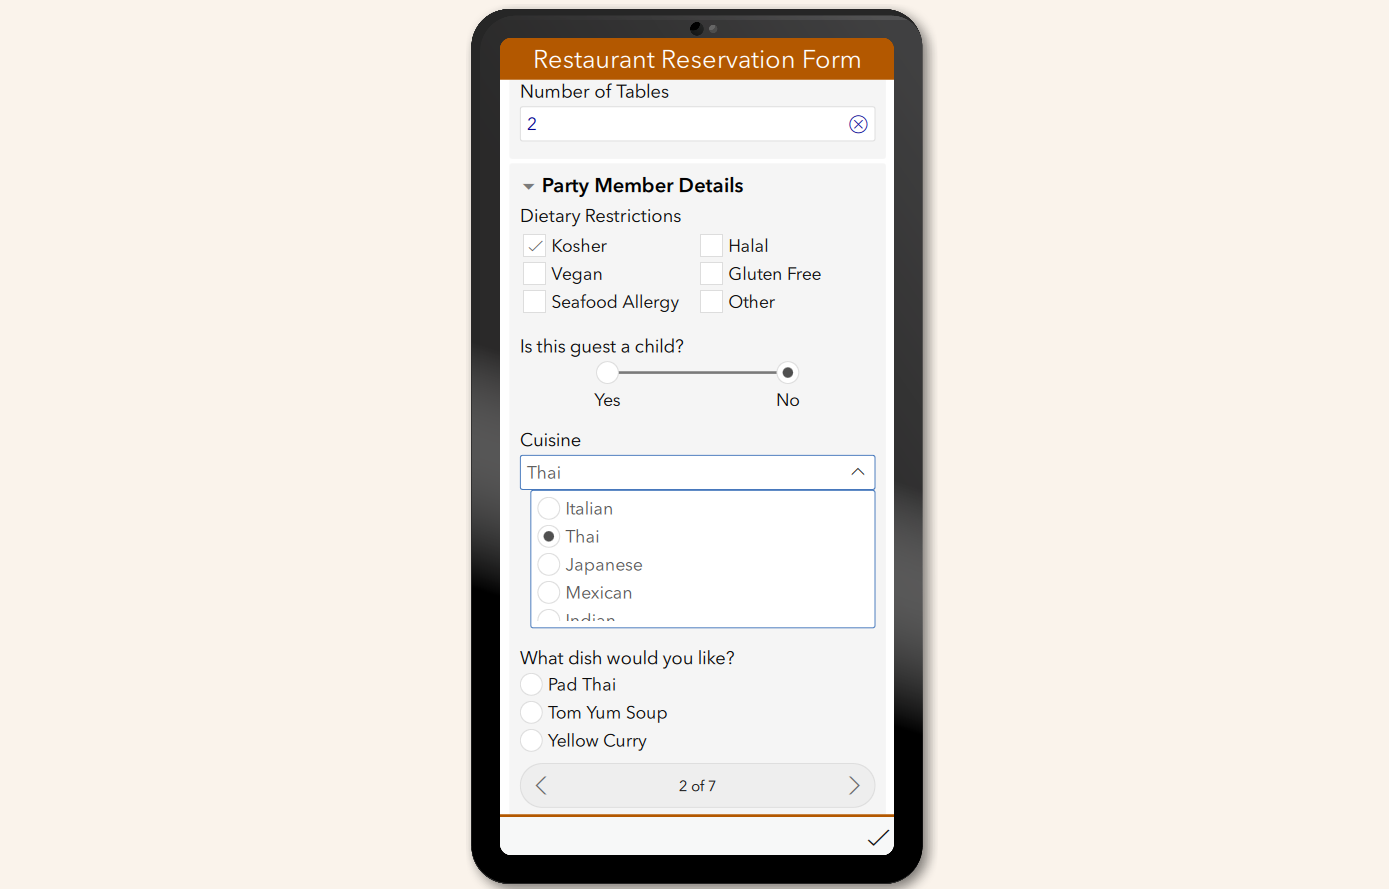 Restaurant Reservation Form
Number of Tables
2
Party Member Details
Dietary Restrictions
Kosher Halal
Vegan Gluten Free
Seafood Allergy Other
Is this guest a child?
Yes No
Cuisine
Thai
Italian
Thai
Japanese
Mexican
Indian
What dish would you like?
Pad Thai
Tom Yum Soup
Yellow Curry
2 of 7